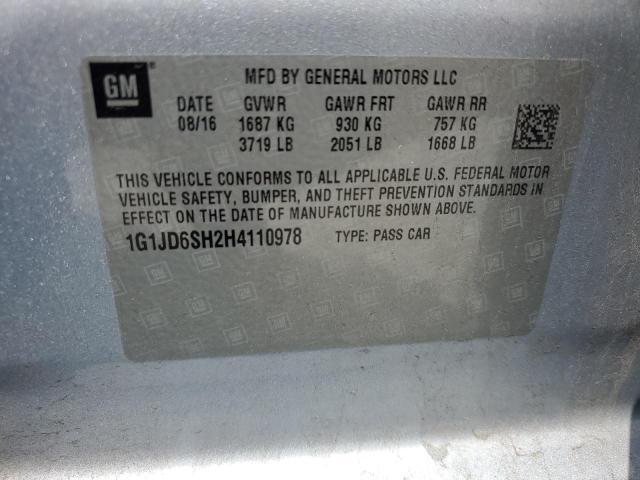 GM
®
MFD BY GENERAL MOTORS LLC
DATE GVWR GAWR FRT GAWR RR
08/16 1687 KG 930 KG 757 KG
3719 LB 2051 LB 1668 LB
THIS VEHICLE CONFORMS TO ALL APPLICABLE U.S. FEDERAL MOTOR
VEHICLE SAFETY, BUMPER, AND THEFT PREVENTION STANDARDS IN
EFFECT ON THE DATE OF MANUFACTURE SHOWN ABOVE.
1G1JD6SH2H4110978 TYPE: PASS CAR